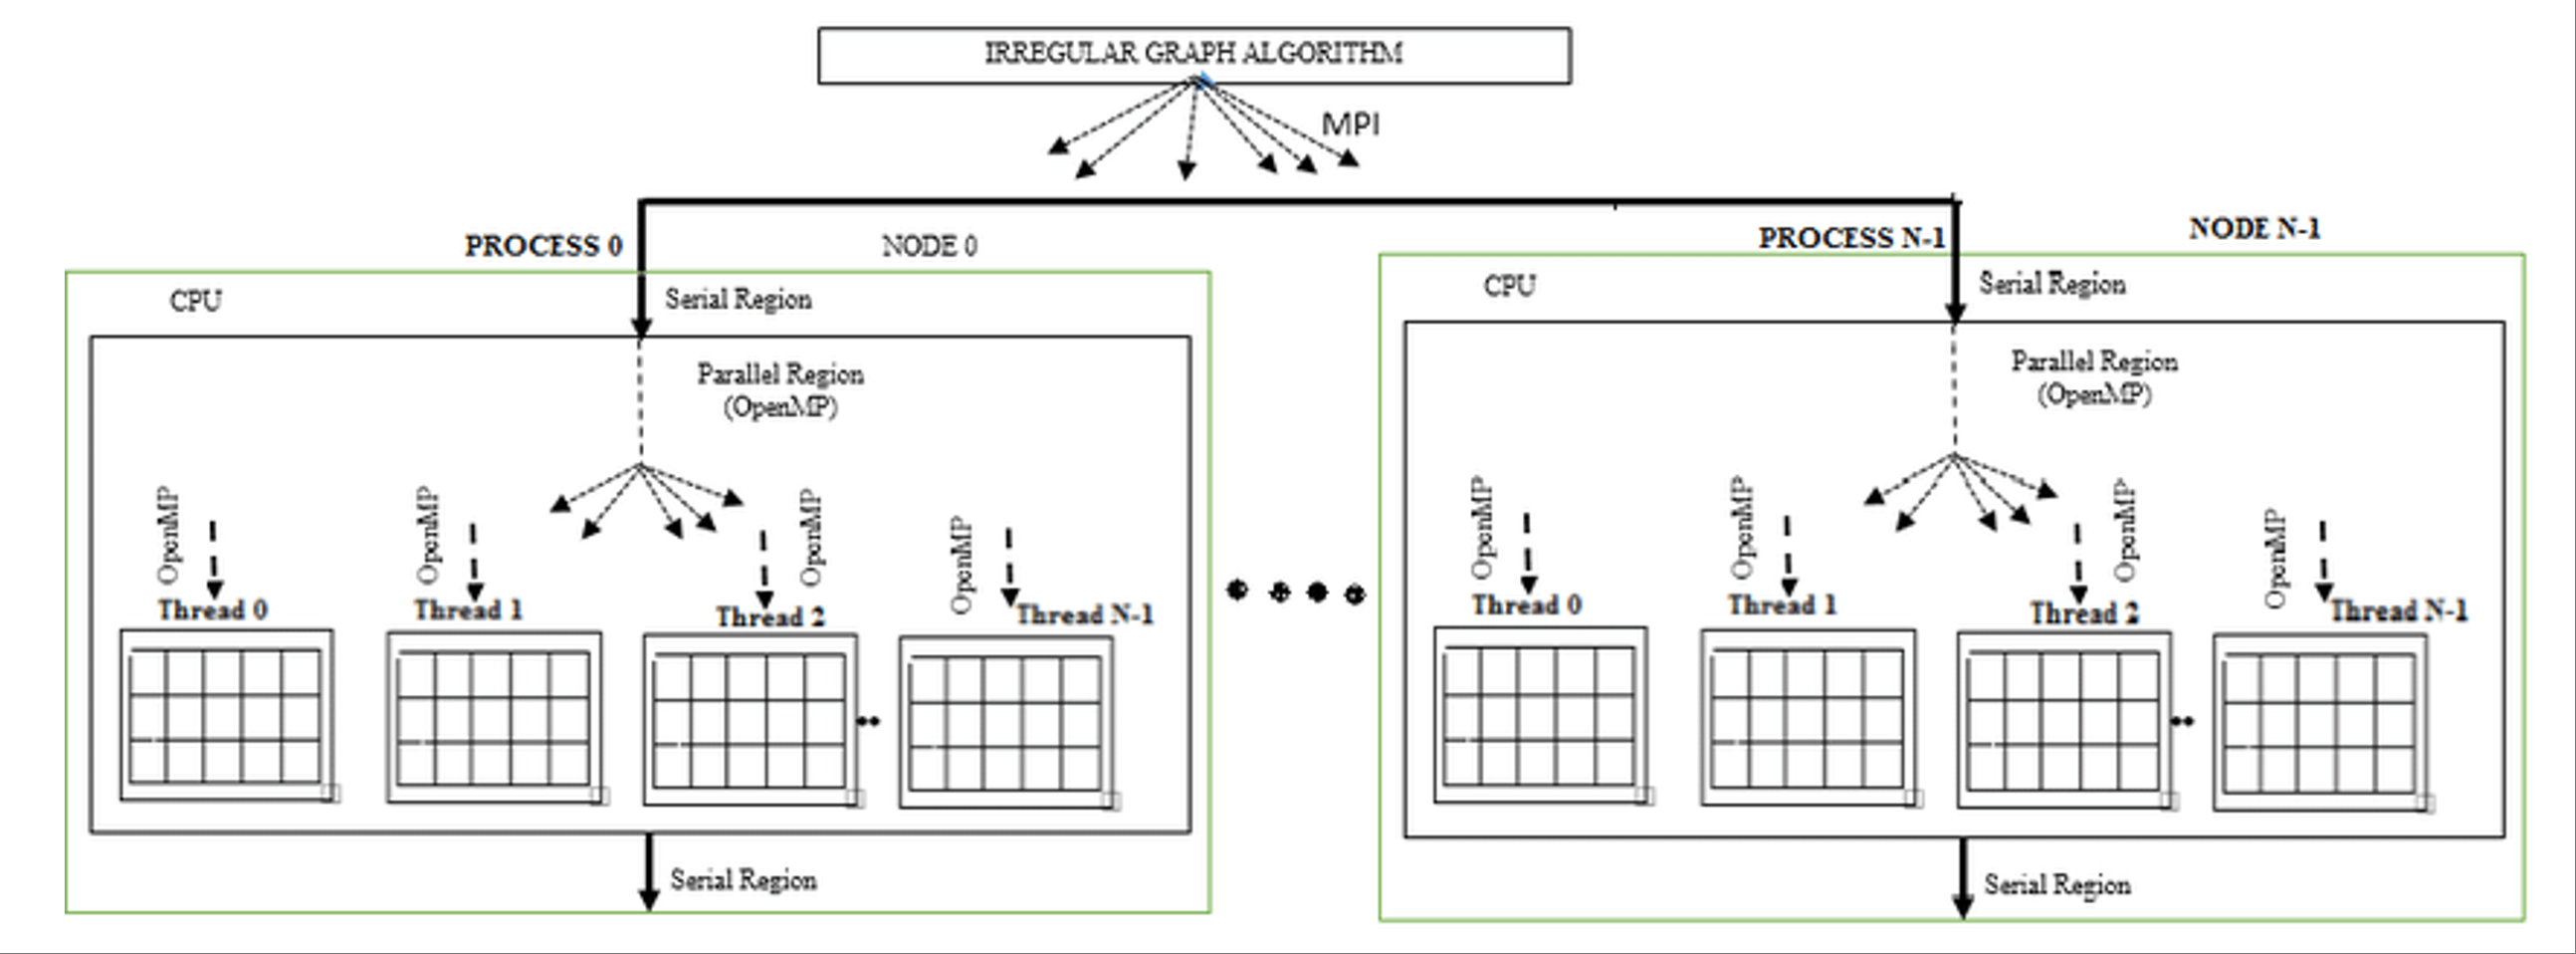 IRREGULAR GRAPH ALGORITHM
MPI
PROCESS 0
NODE 0
CPU
Serial Region
Parallel Region
(OpenMP)
OpenMP
OpenMP
OpenMP
OpenMP
Thread 0
Thread 1
Thread 2
Thread N-1
Serial Region
PROCESS N-1
NODE N-1
CPU
Serial Region
Parallel Region
(OpenMP)
OpenMP
OpenMP
OpenMP
OpenMP
Thread 0
Thread 1
Thread 2
Thread N-1
Serial Region